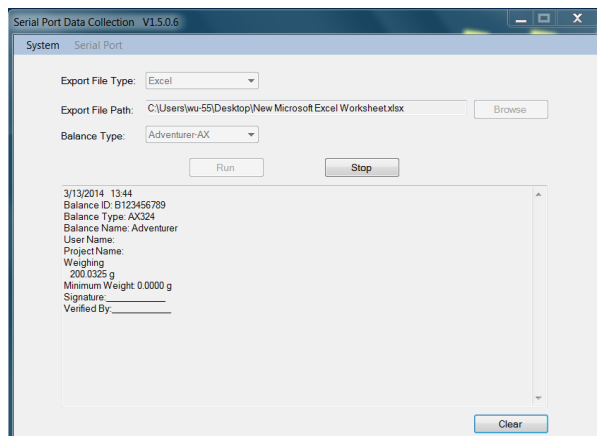 Serial Port Data Collection V1.5.0.6
System Serial Port
Export File Type: Excel
Export File Path: C:\Users\wu-55\Desktop\New Microsoft Excel Worksheet.xlsx Browse
Balance Type: Adventurer-AX
Run Stop
3/13/2014 13:44
Balance ID: B123456789
Balance Type: AX324
Balance Name: Adventurer
User Name:
Project Name:
Weighing
200.0325 g
Minimum Weight: 0.0000 g
Signature:____________
Verified By:____________
Clear